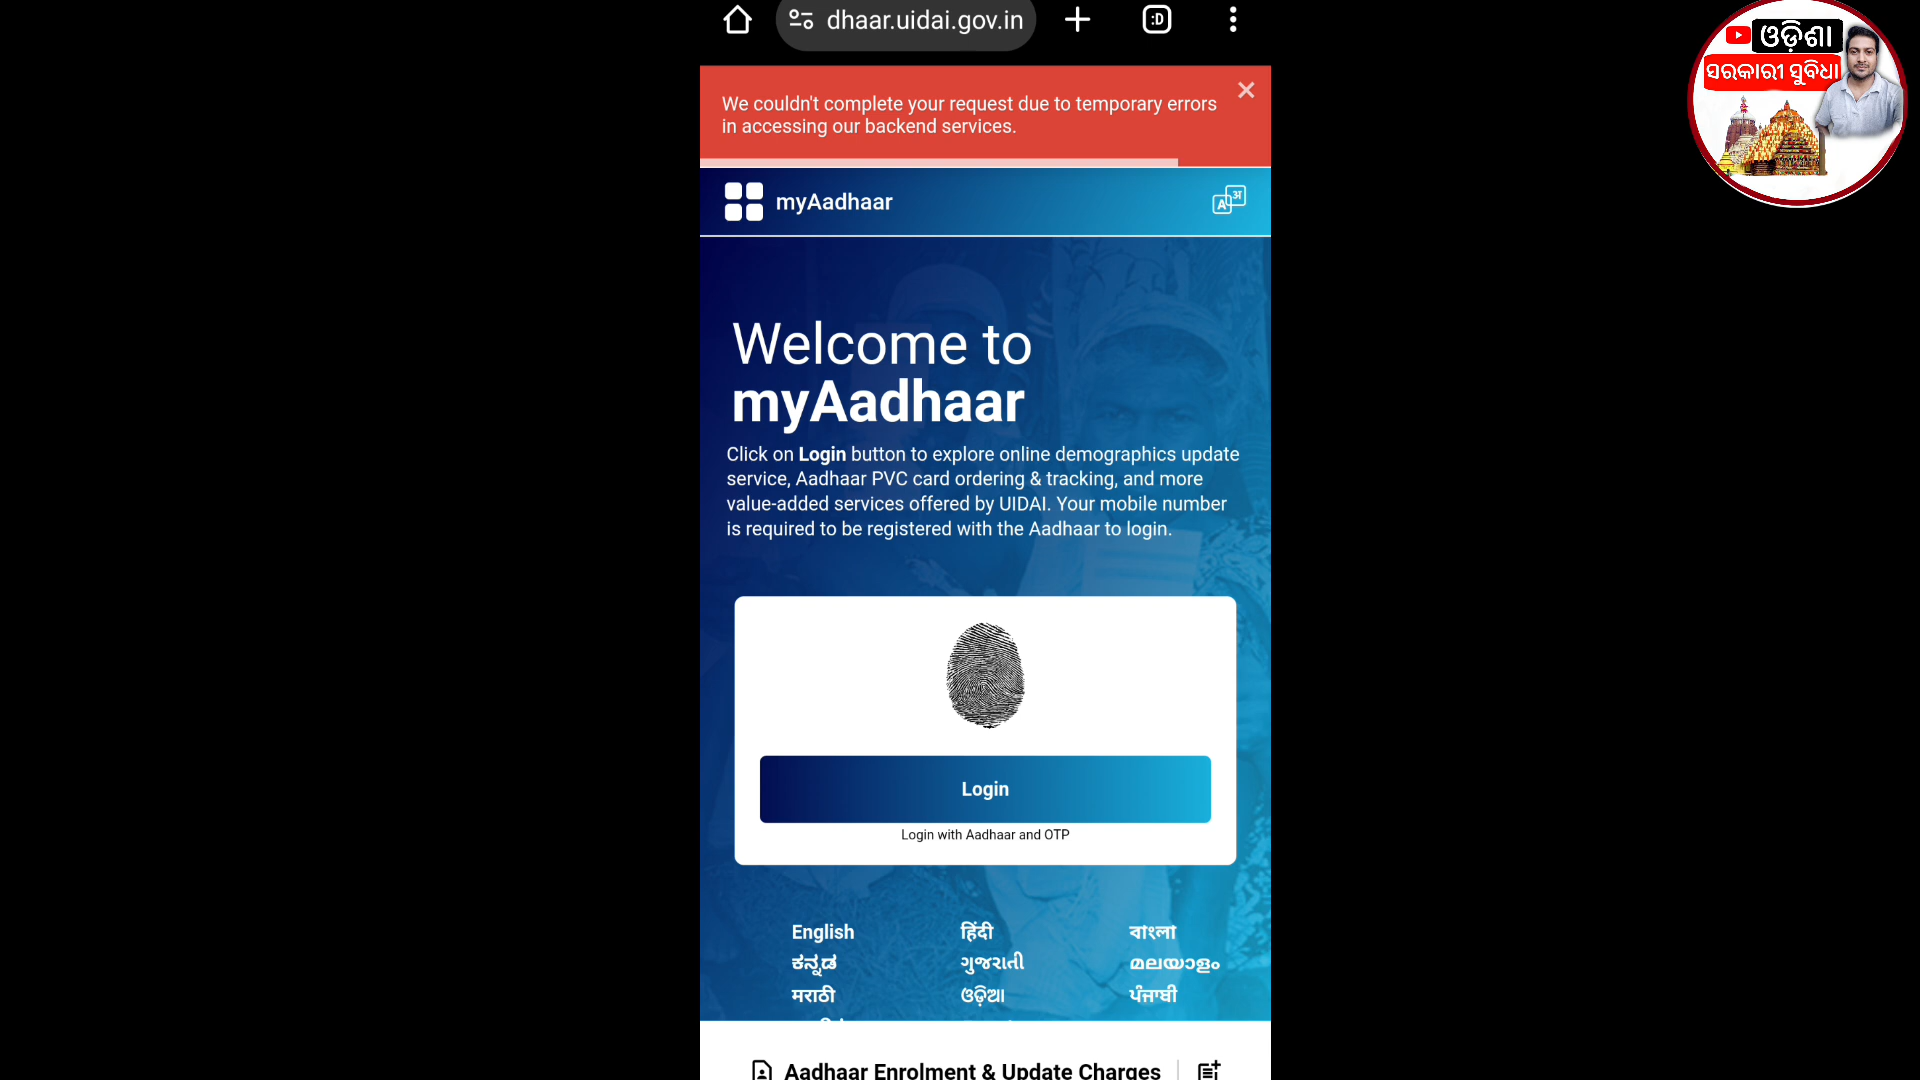 dhaar.uidai.gov.in
:D
ଓଡ଼ିଶା
ସରକାରୀ ସୁବିଧା
We couldn't complete your request due to temporary errors
in accessing our backend services.
myAadhaar
A अ
Welcome to
myAadhaar
Click on Login button to explore online demographics update
service, Aadhaar PVC card ordering & tracking, and more
value-added services offered by UIDAI. Your mobile number
is required to be registered with the Aadhaar to login.
Login
Login with Aadhaar and OTP
English हिंदी বাংলা
ಕನ್ನಡ ગુજરાતી മലയാളം
मराठी ଓଡ଼ିଆ ਪੰਜਾਬੀ
Aadhaar Enrolment & Update Charges